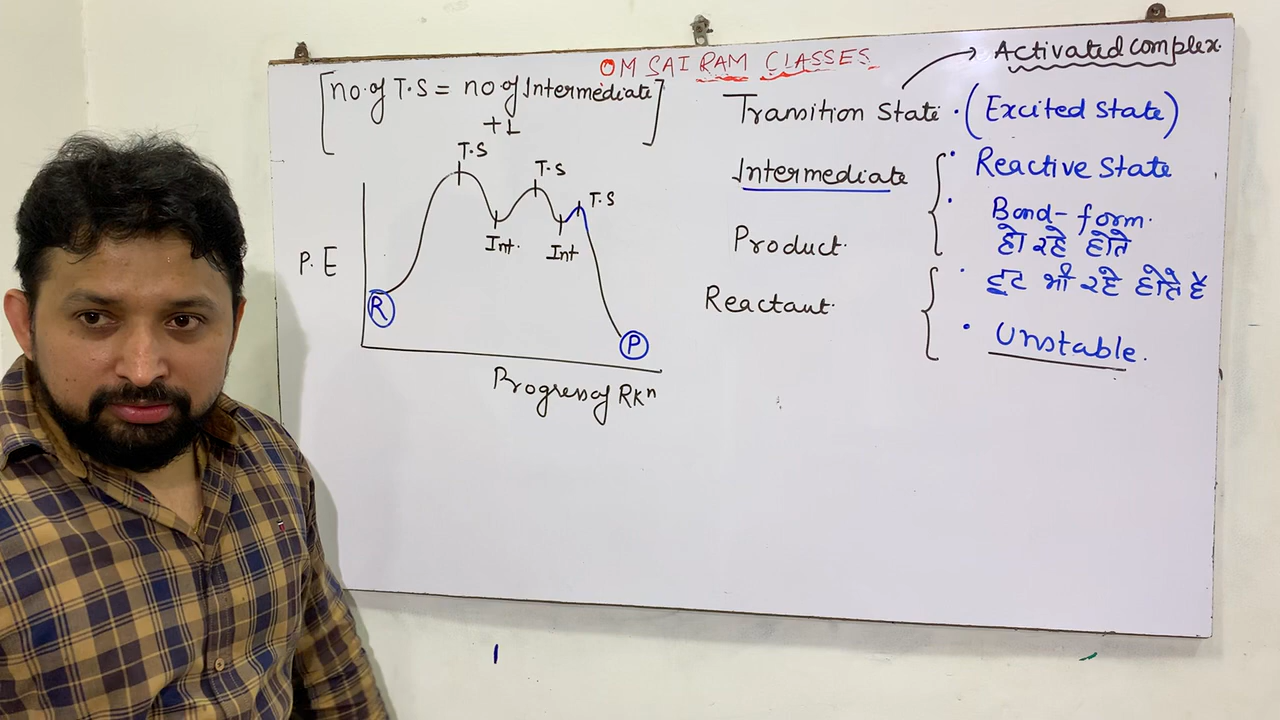 OM SAI RAM CLASSES
[no. of T.S = no of Intermediate
+1]
T.S
T.S
T.S
Int.
Int
P. E
R
P
Progress of Rxn
Activated complex.
Transition State . (Excited State)
Intermediate
Product.
Reactant.
• Reactive State
• Bond-form.
हो रहे होते
• टूट भी रहे होते हैं
• Unstable.